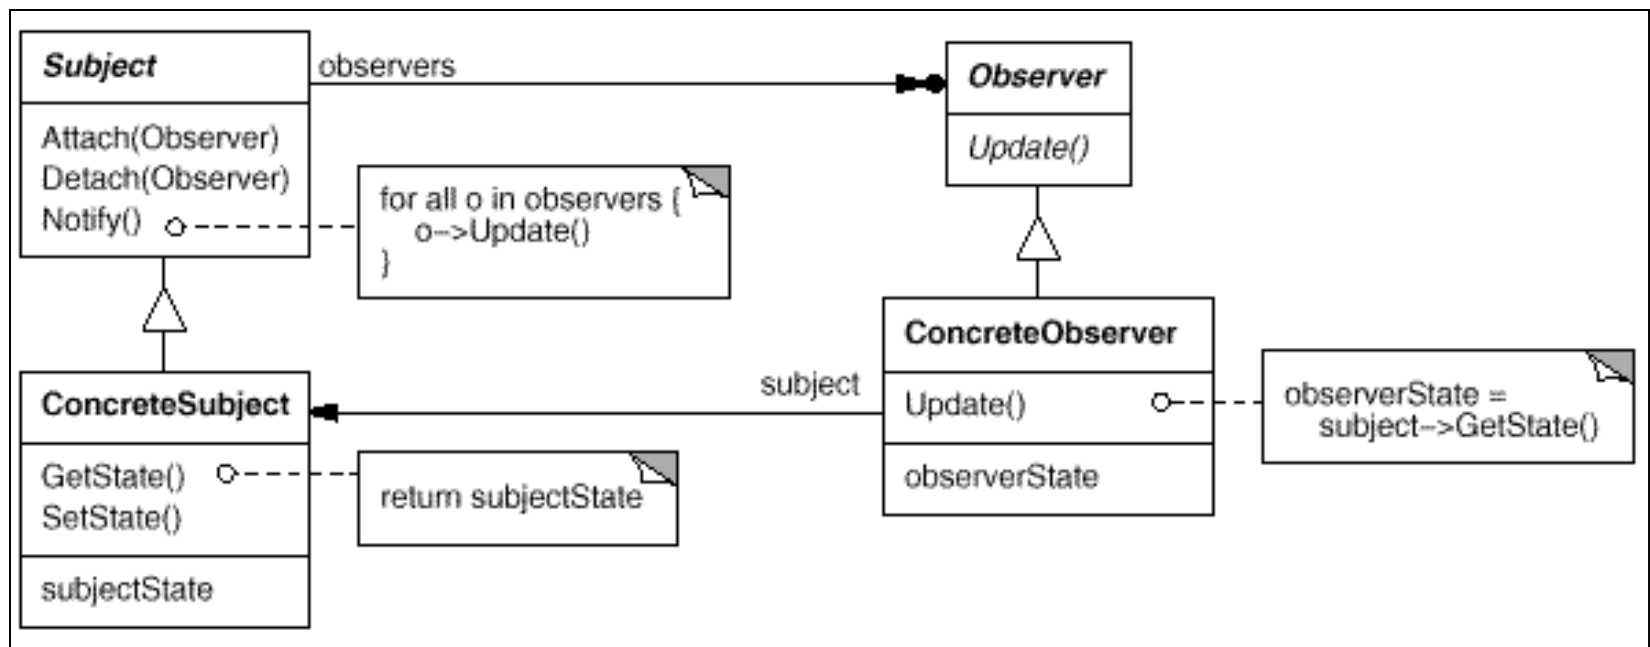 Subject
Attach(Observer)
Detach(Observer)
Notify()
observers
for all o in observers {
o–>Update()
}
Observer
Update()
ConcreteSubject
GetState()
SetState()
subjectState
return subjectState
subject
ConcreteObserver
Update()
observerState
observerState =
subject–>GetState()